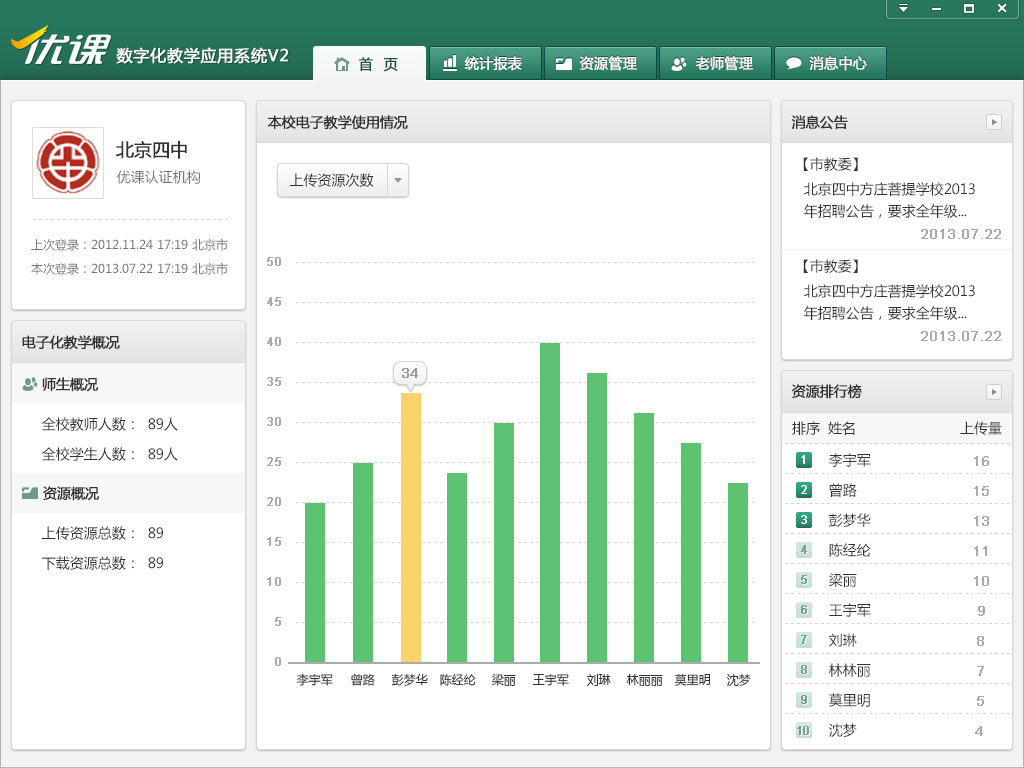 优课 数字化教学应用系统V2
首 页
统计报表
资源管理
老师管理
消息中心
北京四中
优课认证机构
上次登录：2012.11.24 17:19 北京市
本次登录：2013.07.22 17:19 北京市
电子化教学概况
师生概况
全校教师人数： 89人
全校学生人数： 89人
资源概况
上传资源总数： 89
下载资源总数： 89
本校电子教学使用情况
上传资源次数
50
45
40
35
30
25
20
15
10
5
0
34
李宇军 曾路 彭梦华 陈经纶 梁丽 王宇军 刘琳 林丽丽 莫里明 沈梦
消息公告
【市教委】
北京四中方庄菩提学校2013
年招聘公告，要求全年级...
2013.07.22
【市教委】
北京四中方庄菩提学校2013
年招聘公告，要求全年级...
2013.07.22
资源排行榜
排序 姓名 上传量
1 李宇军 16
2 曾路 15
3 彭梦华 13
4 陈经纶 11
5 梁丽 10
6 王宇军 9
7 刘琳 8
8 林林丽 7
9 莫里明 5
10 沈梦 4